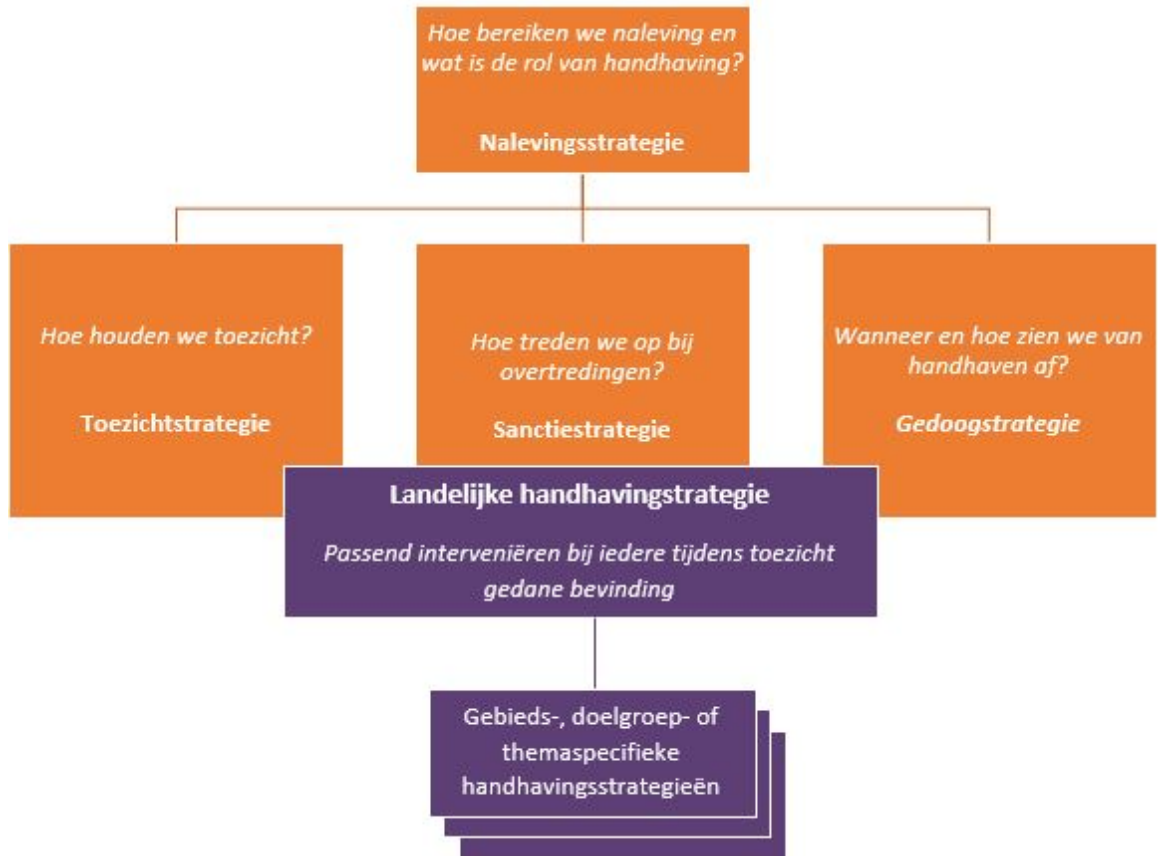 Hoe bereiken we naleving en
wat is de rol van handhaving?
Nalevingsstrategie
Hoe houden we toezicht?
Toezichtstrategie
Hoe treden we op bij
overtredingen?
Sanctiestrategie
Wanneer en hoe zien we van
handhaven af?
Gedoogstrategie
Landelijke handhavingstrategie
Passend interveniëren bij iedere tijdens toezicht
gedane bevinding
Gebieds-, doelgroep- of
themaspecifieke
handhavingsstrategieën